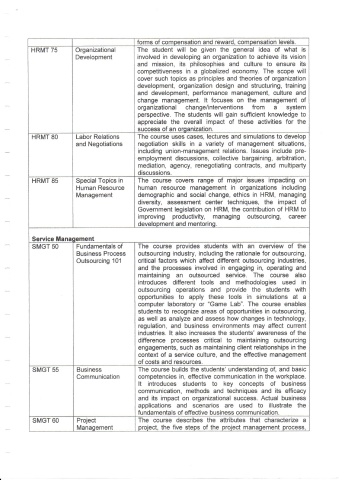 forms of compensation and reward, compensation levels.
HRMT 75 Organizational Development
The student will be given the general idea of what is
involved in developing an organization to achieve its vision
and mission, its philosophies and culture to ensure its
competitiveness in a globalized economy. The scope will
cover such topics as principles and theories of organization
development, organization design and structuring, training
and development, performance management, culture and
change management. It focuses on the management of
organizational change/interventions from a system
perspective. The students will gain sufficient knowledge to
appreciate the overall impact of these activities for the
success of an organization.
HRMT 80 Labor Relations and Negotiations
The course uses cases, lectures and simulations to develop
negotiation skills in a variety of management situations,
including union-management relations. Issues include pre-
employment discussions, collective bargaining, arbitration,
mediation, agency, renegotiating contracts, and multiparty
discussions.
HRMT 85 Special Topics in Human Resource Management
The course covers range of major issues impacting on
human resource management in organizations including
demographic and social change, ethics in HRM, managing
diversity, assessment center techniques, the impact of
Government legislation on HRM, the contribution of HRM to
improving productivity, managing outsourcing, career
development and mentoring.
Service Management
SMGT 50 Fundamentals of Business Process Outsourcing 101
The course provides students with an overview of the
outsourcing industry, including the rationale for outsourcing,
critical factors which affect different outsourcing industries,
and the processes involved in engaging in, operating and
maintaining an outsourced service. The course also
introduces different tools and methodologies used in
outsourcing operations and provide the students with
opportunities to apply these tools in simulations at a
computer laboratory or "Game Lab". The course enables
students to recognize areas of opportunities in outsourcing,
as well as analyze and assess how changes in technology,
regulation, and business environments may affect current
industries. It also increases the students' awareness of the
difference processes critical to maintaining outsourcing
engagements, such as maintaining client relationships in the
context of a service culture, and the effective management
of costs and resources.
SMGT 55 Business Communication
The course builds the students' understanding of, and basic
competencies in, effective communication in the workplace.
It introduces students to key concepts of business
communication, methods and techniques and its efficacy
and its impact on organizational success. Actual business
applications and scenarios are used to illustrate the
fundamentals of effective business communication.
SMGT 60 Project Management
The course describes the attributes that characterize a
project, the five steps of the project management process,